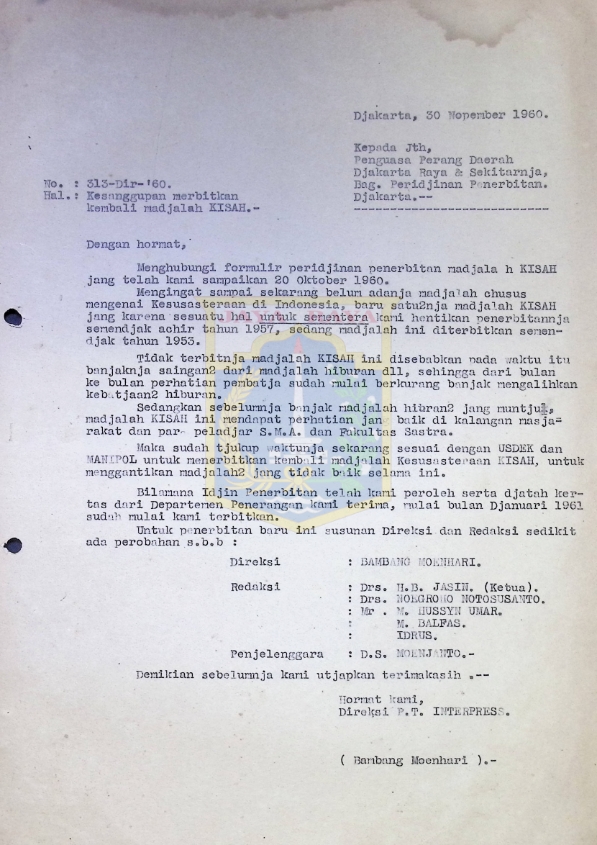 Djakarta, 30 Nopember 1960.
Kepada Jth,
Penguasa Perang Daerah
Djakarta Raya & Sekitarnja,
Bag. Peridjinan Penerbitan.
Djakarta.--
No. : 313-Dir-'60.
Hal.: Kesanggupan merbitkan
kembali madjalah KISAH.-
Dengan hormat,
Menghubungi formulir peridjinan penerbitan madjala h KISAH
jang telah kami sampaikan 20 Oktober 1960.
Mengingat sampai sekarang belum adanja madjalah chusus
mengenai Kesusasteraan di Indonesia, baru satu2nja madjalah KISAH
jang karena sesuatu hal untuk sementera kami hentikan penerbitannja
semendjak achir tahun 1957, sedang madjalah ini diterbitkan semen-
djak tahun 1953.
Tidak terbitnja madjalah KISAH ini disebabkan pada waktu itu
banjaknja saingan2 dari madjalah hiburan dll, sehingga dari bulan
ke bulan perhatian pembatja sudah mulai berkurang banjak mengalihkan
kebatjaan2 hiburan.
Sedangkan sebelumnja banjak madjalah hibran2 jang muntjul,
madjalah KISAH ini mendapat perhatian jan baik di kalangan masja=
rakat dan par- peladjar S.M.A. dan Fakultas Sastra.
Maka sudah tjukup waktunja sekarang sesuai dengan USDEK dan
MANIPOL untuk menerbitkan kembali madjalah Kesusasteraan KISAH, untuk
menggantikan madjalah2 jang tidak baik selama ini.
Bilamana Idjin Penerbitan telah kami peroleh serta djatah ker-
tas dari Departemen Penerangan kami terima, mulai bulan Djanuari 1961
sudah mulai kami terbitkan.
Untuk penerbitan baru ini susunan Direksi dan Redaksi sedikit
ada perobahan s.b.b :
Direksi : BAMBANG MOENHARI.
Redaksi : Drs. H.B. JASIN. (Ketua).
: Drs. NOEGROHO NOTOSUSANTO.
: Mr . M. HUSSYN UMAR.
: M. BALFAS.
: IDRUS.
Penjelenggara : D.S. MOENJANTO.-
Demikian sebelumnja kami utjapkan terimakasih .--
Hormat kami,
Direksi P.T. INTERPRESS.
( Bambang Moenhari ).-